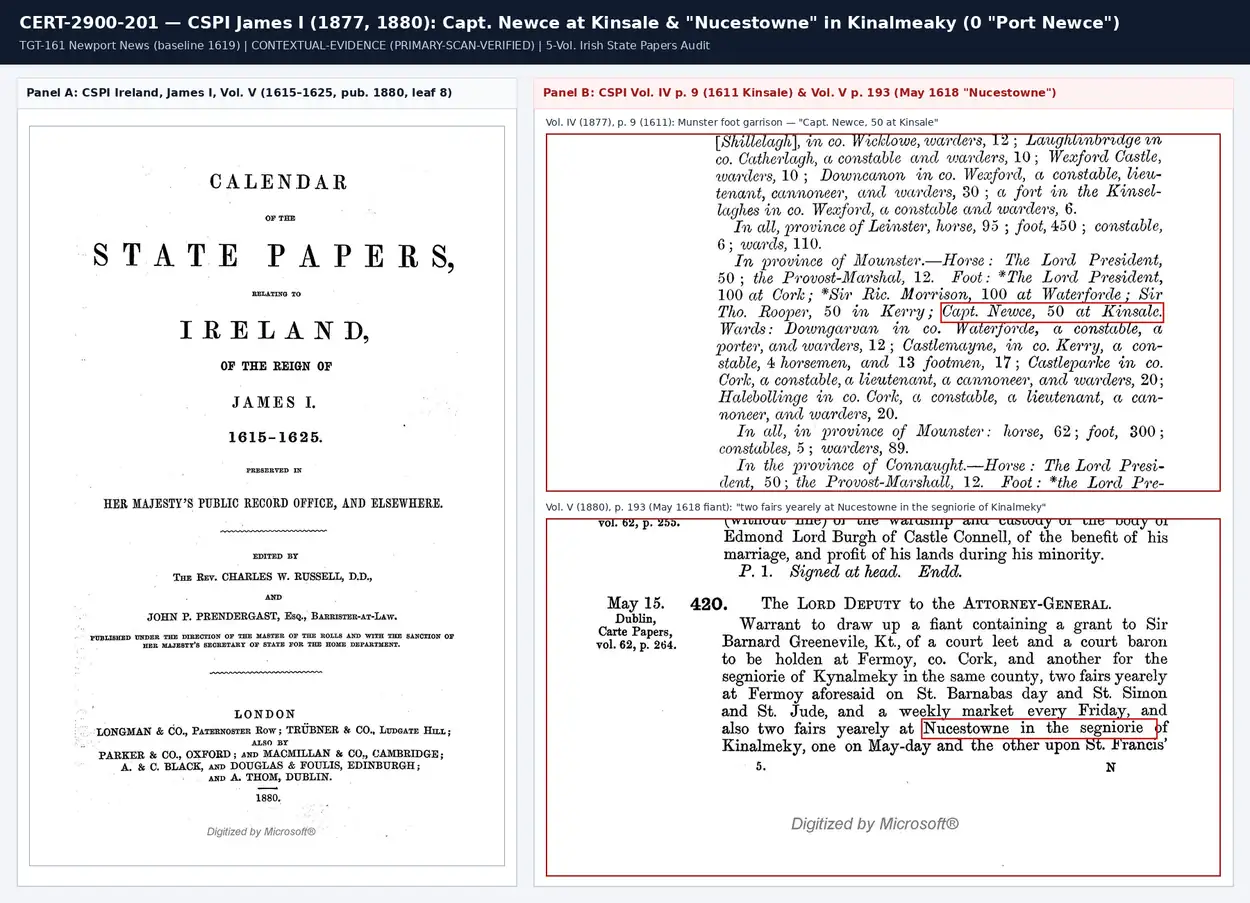 CERT-2900-201 — CSPI James I (1877, 1880): Capt. Newce at Kinsale & "Nucestowne" in Kinalmeaky (0 "Port Newce")
TGT-161 Newport News (baseline 1619) | CONTEXTUAL-EVIDENCE (PRIMARY-SCAN-VERIFIED) | 5-Vol. Irish State Papers Audit
Panel A: CSPI Ireland, James I, Vol. V (1615–1625, pub. 1880, leaf 8)
CALENDAR
OF THE
STATE PAPERS,
RELATING TO
IRELAND,
OF THE REIGN OF
JAMES I.
1615–1625.
PRESERVED IN
HER MAJESTY'S PUBLIC RECORD OFFICE, AND ELSEWHERE.
EDITED BY
THE REV. CHARLES W. RUSSELL, D.D.,
AND
JOHN P. PRENDERGAST, ESQ., BARRISTER-AT-LAW.
PUBLISHED UNDER THE DIRECTION OF THE MASTER OF THE ROLLS AND WITH THE SANCTION OF
HER MAJESTY'S SECRETARY OF STATE FOR THE HOME DEPARTMENT.
LONDON
LONGMAN & CO., PATERNOSTER ROW; TRÜBNER & CO., LUDGATE HILL;
ALSO BY
PARKER & CO., OXFORD; AND MACMILLAN & CO., CAMBRIDGE;
A. & C. BLACK, AND DOUGLAS & FOULIS, EDINBURGH;
AND A. THOM, DUBLIN.
1880.
Digitized by Microsoft®
Panel B: CSPI Vol. IV p. 9 (1611 Kinsale) & Vol. V p. 193 (May 1618 "Nucestowne")
Vol. IV (1877), p. 9 (1611): Munster foot garrison — "Capt. Newce, 50 at Kinsale"
[Shillelagh], in co. Wicklowe, warders, 12; Laughlinbridge in
co. Catherlagh, a constable and warders, 10; Wexford Castle,
warders, 10; Downcanon in co. Wexford, a constable, lieu-
tenant, cannoneer, and warders, 30; a fort in the Kinsel-
laghes in co. Wexford, a constable and warders, 6.
In all, province of Leinster, horse, 95; foot, 450; constable,
6; wards, 110.
In province of Mounster.—Horse: The Lord President,
50; the Provost-Marshal, 12. Foot: *The Lord President,
100 at Cork; *Sir Ric. Morrison, 100 at Waterforde; Sir
Tho. Rooper, 50 in Kerry; Capt. Newce, 50 at Kinsale.
Wards: Downgarvan in co. Waterforde, a constable, a
porter, and warders, 12; Castlemayne, in co. Kerry, a con-
stable, 4 horsemen, and 13 footmen, 17; Castleparke in co.
Cork, a constable, a lieutenant, a cannoneer, and warders, 20;
Halebollinge in co. Cork, a constable, a lieutenant, a can-
noneer, and warders, 20.
In all, in province of Mounster: horse, 62; foot, 300;
constables, 5; warders, 89.
In the province of Connaught.—Horse: The Lord Presi-
dent, 50; the Provost-Marshall, 12. Foot: *the Lord Pre-
Vol. V (1880), p. 193 (May 1618 fiant): "two fairs yearely at Nucestowne in the segniorie of Kinalmeky"
vol. 62, p. 255.
(without fine) of the wardship and custody of the body of
Edmond Lord Burgh of Castle Connell, of the benefit of his
marriage, and profit of his lands during his minority.
P. 1. Signed at head. Endd.
May 15.
Dublin,
Carte Papers,
vol. 62, p. 264.
420. The LORD DEPUTY to the ATTORNEY-GENERAL.
Warrant to draw up a fiant containing a grant to Sir
Barnard Greenevile, Kt., of a court leet and a court baron
to be holden at Fermoy, co. Cork, and another for the
segniorie of Kynalmeky in the same county, two fairs yearely
at Fermoy aforesaid on St. Barnabas day and St. Simon
and St. Jude, and a weekly market every Friday, and
also two fairs yearely at Nucestowne in the segniorie of
Kinalmeky, one on May-day and the other upon St. Francis'
5. N
Digitized by Microsoft®